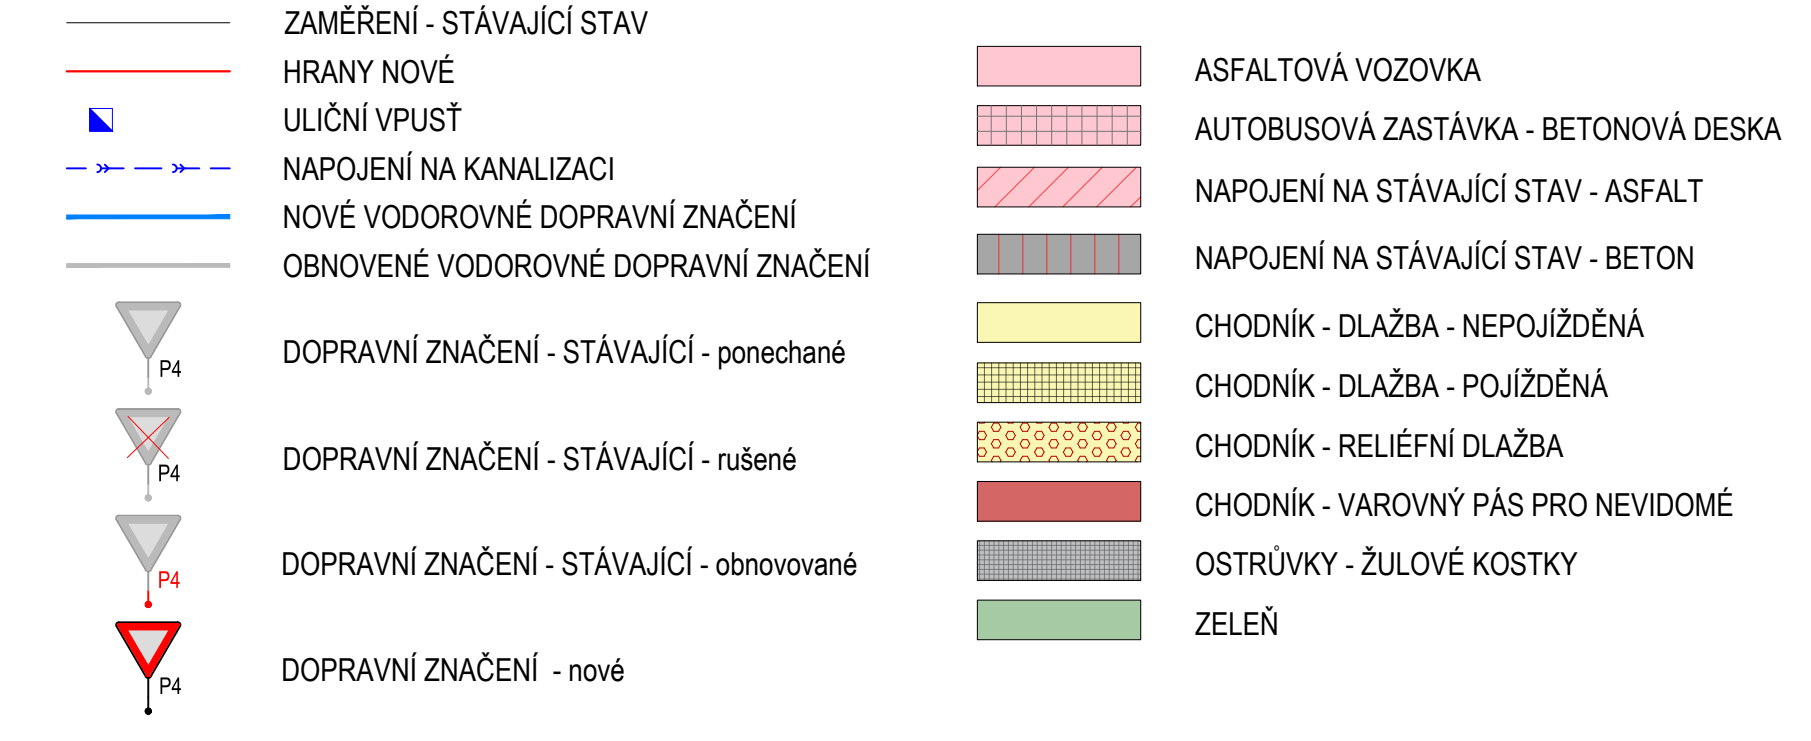 ZAMĚŘENÍ - STÁVAJÍCÍ STAV
HRANY NOVÉ
ULIČNÍ VPUSŤ
NAPOJENÍ NA KANALIZACI
NOVÉ VODOROVNÉ DOPRAVNÍ ZNAČENÍ
OBNOVENÉ VODOROVNÉ DOPRAVNÍ ZNAČENÍ
P4
DOPRAVNÍ ZNAČENÍ - STÁVAJÍCÍ - ponechané
P4
DOPRAVNÍ ZNAČENÍ - STÁVAJÍCÍ - rušené
P4
DOPRAVNÍ ZNAČENÍ - STÁVAJÍCÍ - obnovované
P4
DOPRAVNÍ ZNAČENÍ - nové
ASFALTOVÁ VOZOVKA
AUTOBUSOVÁ ZASTÁVKA - BETONOVÁ DESKA
NAPOJENÍ NA STÁVAJÍCÍ STAV - ASFALT
NAPOJENÍ NA STÁVAJÍCÍ STAV - BETON
CHODNÍK - DLAŽBA - NEPOJÍŽDĚNÁ
CHODNÍK - DLAŽBA - POJÍŽDĚNÁ
CHODNÍK - RELIÉFNÍ DLAŽBA
CHODNÍK - VAROVNÝ PÁS PRO NEVIDOMÉ
OSTRŮVKY - ŽULOVÉ KOSTKY
ZELEŇ